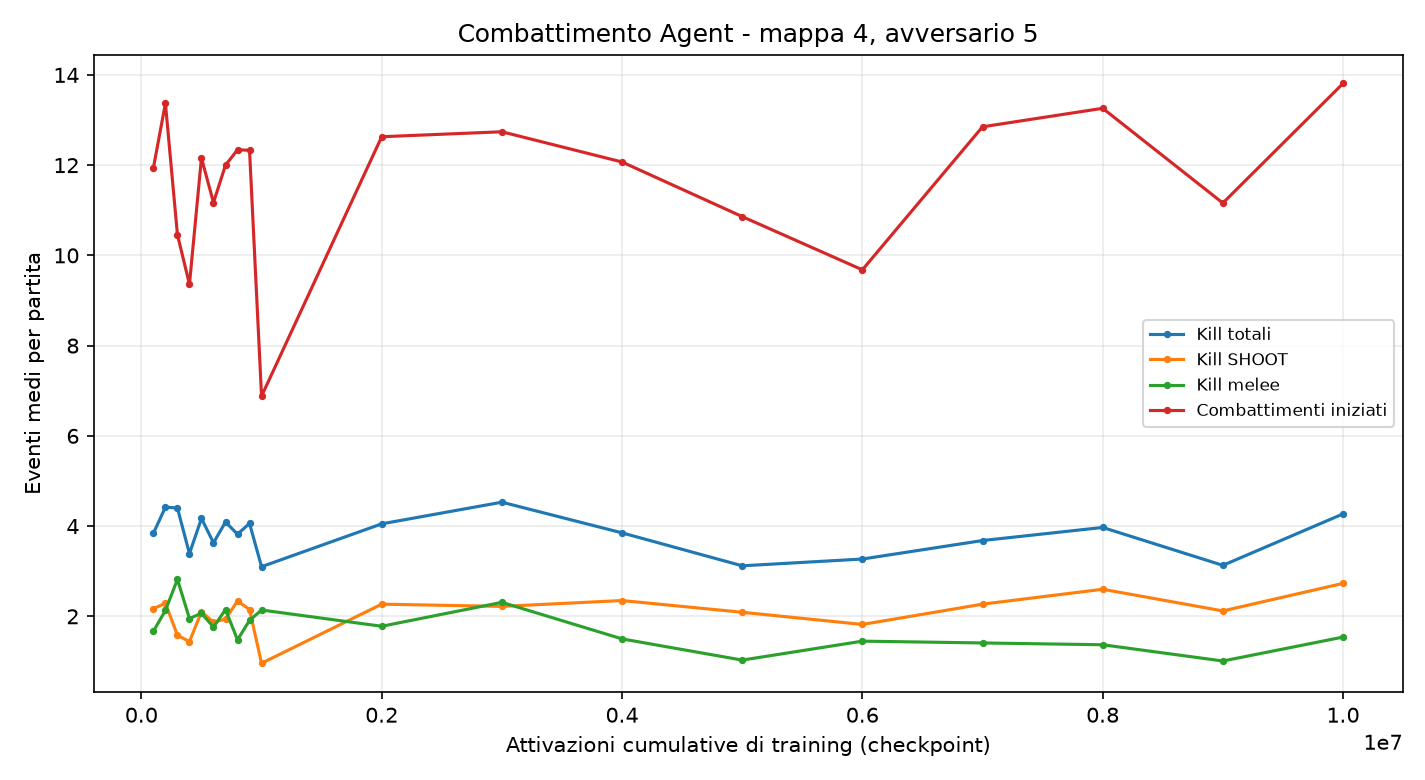 Combattimento Agent - mappa 4, avversario 5
Eventi medi per partita
14
12
10
8
6
4
2
Kill totali
Kill SHOOT
Kill melee
Combattimenti iniziati
0.0
0.2
0.4
0.6
0.8
1.0
1e7
Attivazioni cumulative di training (checkpoint)